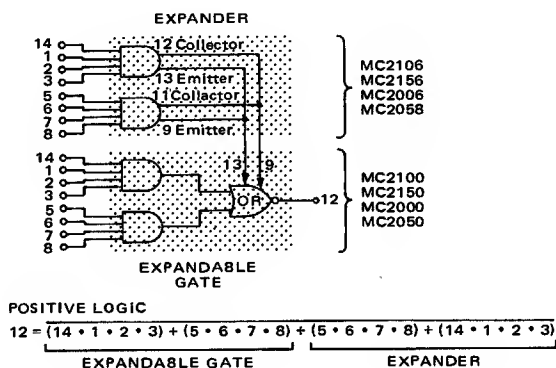 EXPANDER
14
1
2
3
12 Collector
13 Emitter
5
6
7
8
11 Collactor
9 Emitter.
MC2106
MC2156
MC2006
MC2058
14
1
2
3
5
6
7
8
13
9
OR
12
MC2100
MC2150
MC2000
MC2050
EXPANDA8LE
GATE
POSITIVE LOGIC
12 = (14 • 1 • 2 • 3) + (5 • 6 • 7 • 8) + (5 • 6 • 7 • 8) + (14 • 1 • 2 • 3)
EXPANDA8LE GATE EXPANDER